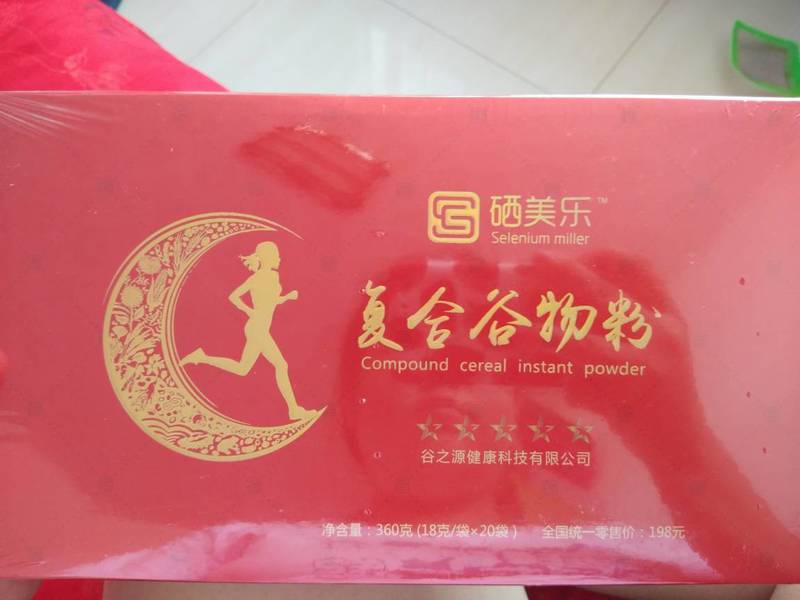 硒美乐™
Selenium miller
复合谷物粉
Compound cereal instant powder
谷之源健康科技有限公司
净含量：360克 (18克/袋×20袋) 全国统一零售价：198元